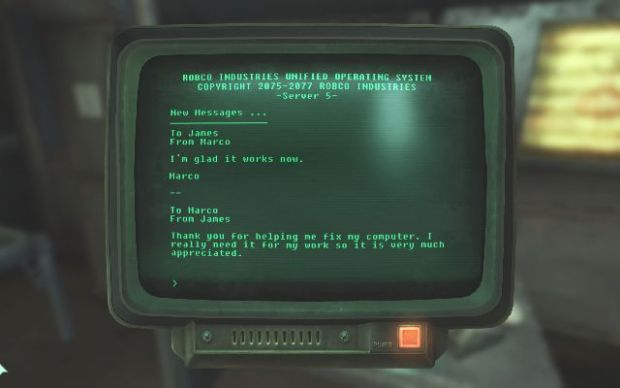 ROBCO INDUSTRIES UNIFIED OPERATING SYSTEM
COPYRIGHT 2075-2077 ROBCO INDUSTRIES
-Server 5-
New Messages ...
To James
From Marco
I'm glad it works now.
Marco
--
To Marco
From James
Thank you for helping me fix my computer. I
really need it for my work so it is very much
appreciated.
>